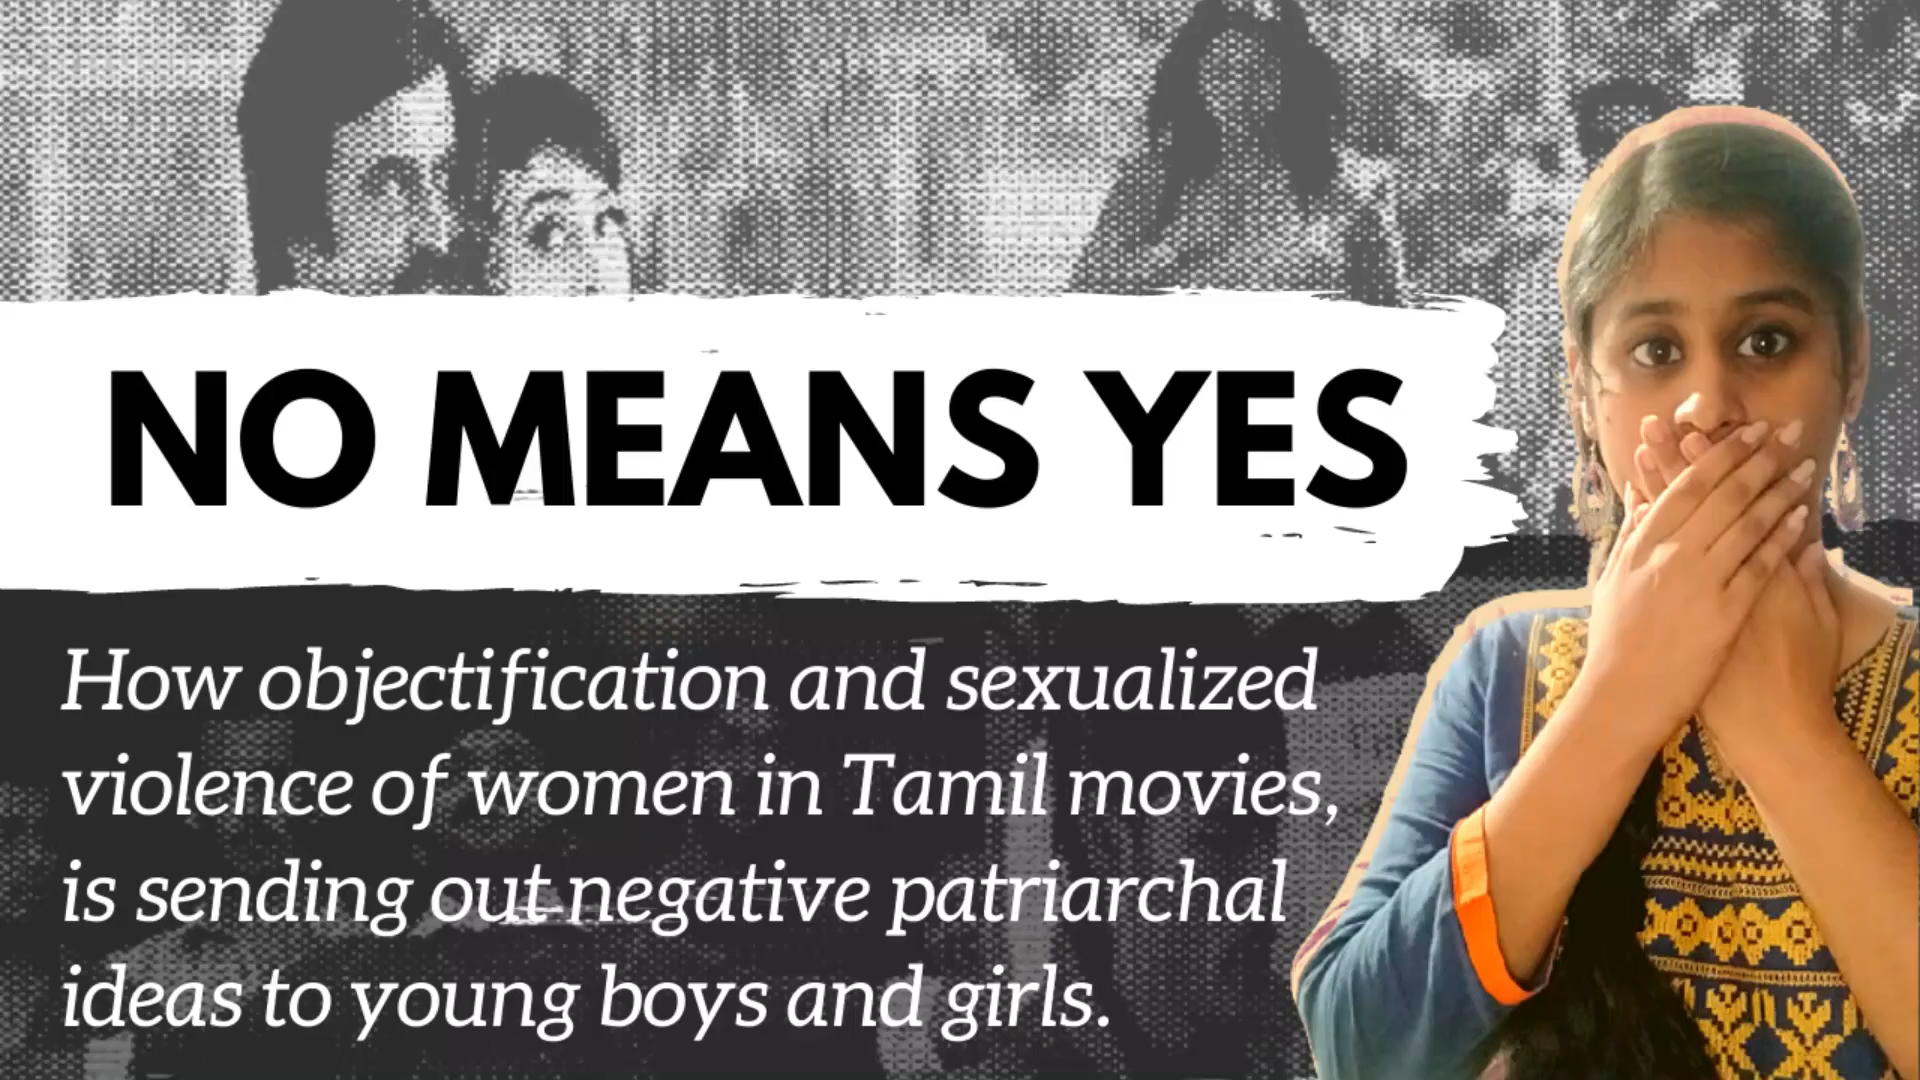 NO MEANS YES
How objectification and sexualized
violence of women in Tamil movies,
is sending out negative patriarchal
ideas to young boys and girls.